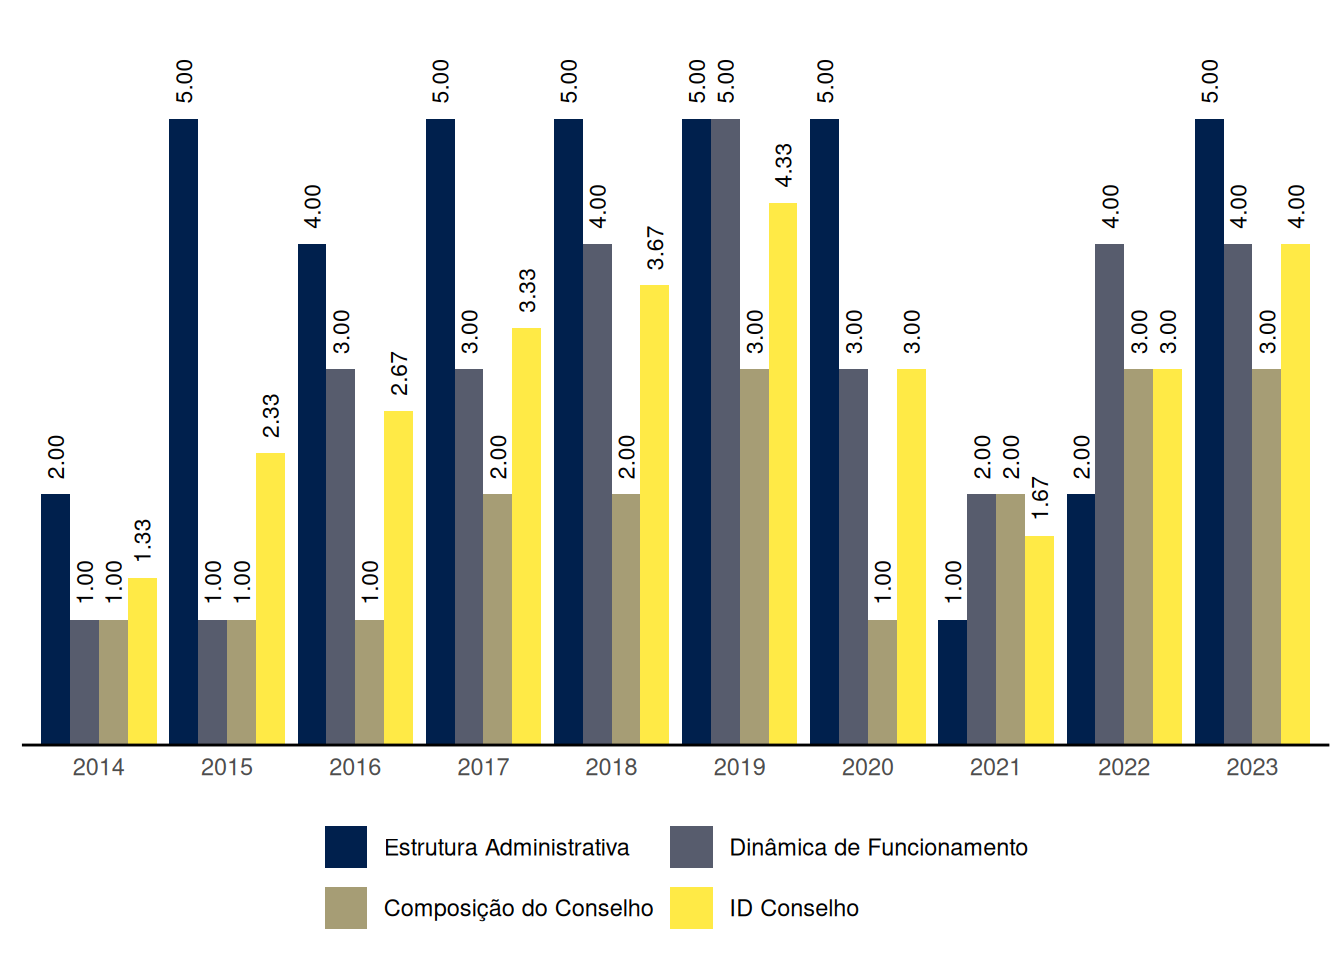 2.00 1.00 1.00 1.33
5.00 1.00 1.00 2.33
4.00 3.00 1.00 2.67
5.00 3.00 2.00 3.33
5.00 4.00 2.00 3.67
5.00 5.00 3.00 4.33
5.00 3.00 1.00 3.00
1.00 2.00 2.00 1.67
2.00 4.00 3.00 3.00
5.00 4.00 3.00 4.00
2014 2015 2016 2017 2018 2019 2020 2021 2022 2023
Estrutura Administrativa Dinâmica de Funcionamento
Composição do Conselho ID Conselho